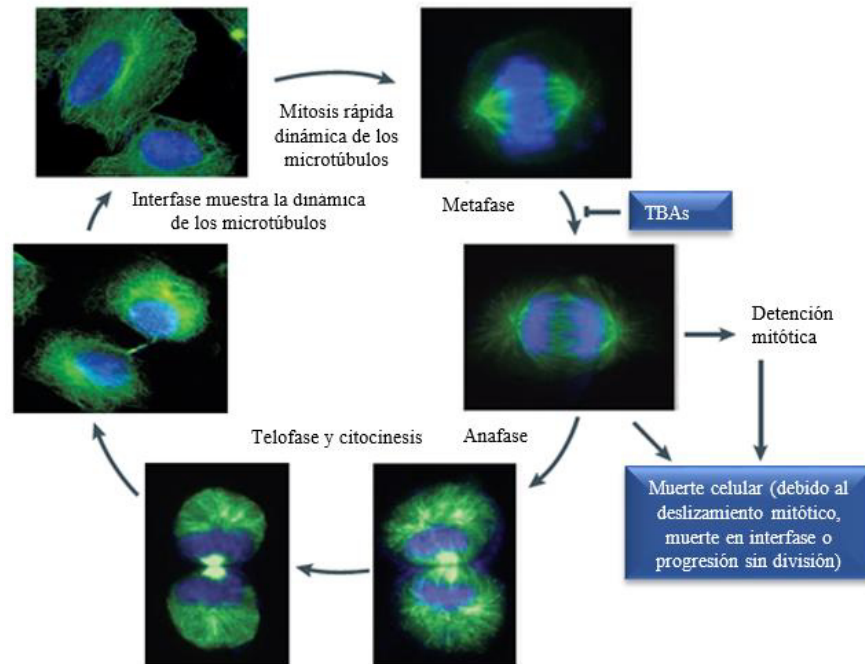 Mitosis rápida
dinámica de los
microtúbulos
Interfase muestra la dinámica
de los microtúbulos
Metafase
TBAs
Detención
mitótica
Telofase y citocinesis
Anafase
Muerte celular (debido al
deslizamiento mitótico,
muerte en interfase o
progresión sin división)